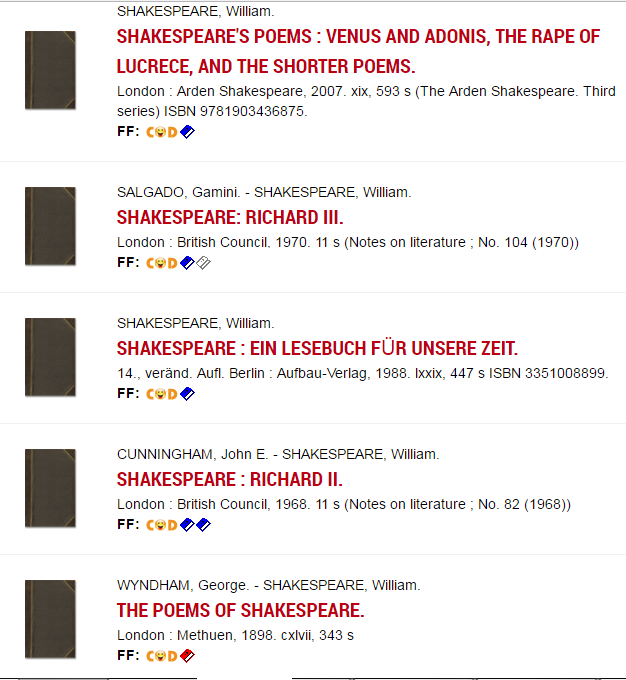 SHAKESPEARE, William.
SHAKESPEARE'S POEMS : VENUS AND ADONIS, THE RAPE OF
LUCRECE, AND THE SHORTER POEMS.
London : Arden Shakespeare, 2007. xix, 593 s (The Arden Shakespeare. Third
series) ISBN 9781903436875.
FF: COD
SALGADO, Gamini. - SHAKESPEARE, William.
SHAKESPEARE: RICHARD III.
London : British Council, 1970. 11 s (Notes on literature ; No. 104 (1970))
FF: COD
SHAKESPEARE, William.
SHAKESPEARE : EIN LESEBUCH FÜR UNSERE ZEIT.
14., veränd. Aufl. Berlin : Aufbau-Verlag, 1988. lxxix, 447 s ISBN 3351008899.
FF: COD
CUNNINGHAM, John E. - SHAKESPEARE, William.
SHAKESPEARE : RICHARD II.
London : British Council, 1968. 11 s (Notes on literature ; No. 82 (1968))
FF: COD
WYNDHAM, George. - SHAKESPEARE, William.
THE POEMS OF SHAKESPEARE.
London : Methuen, 1898. cxlvii, 343 s
FF: COD